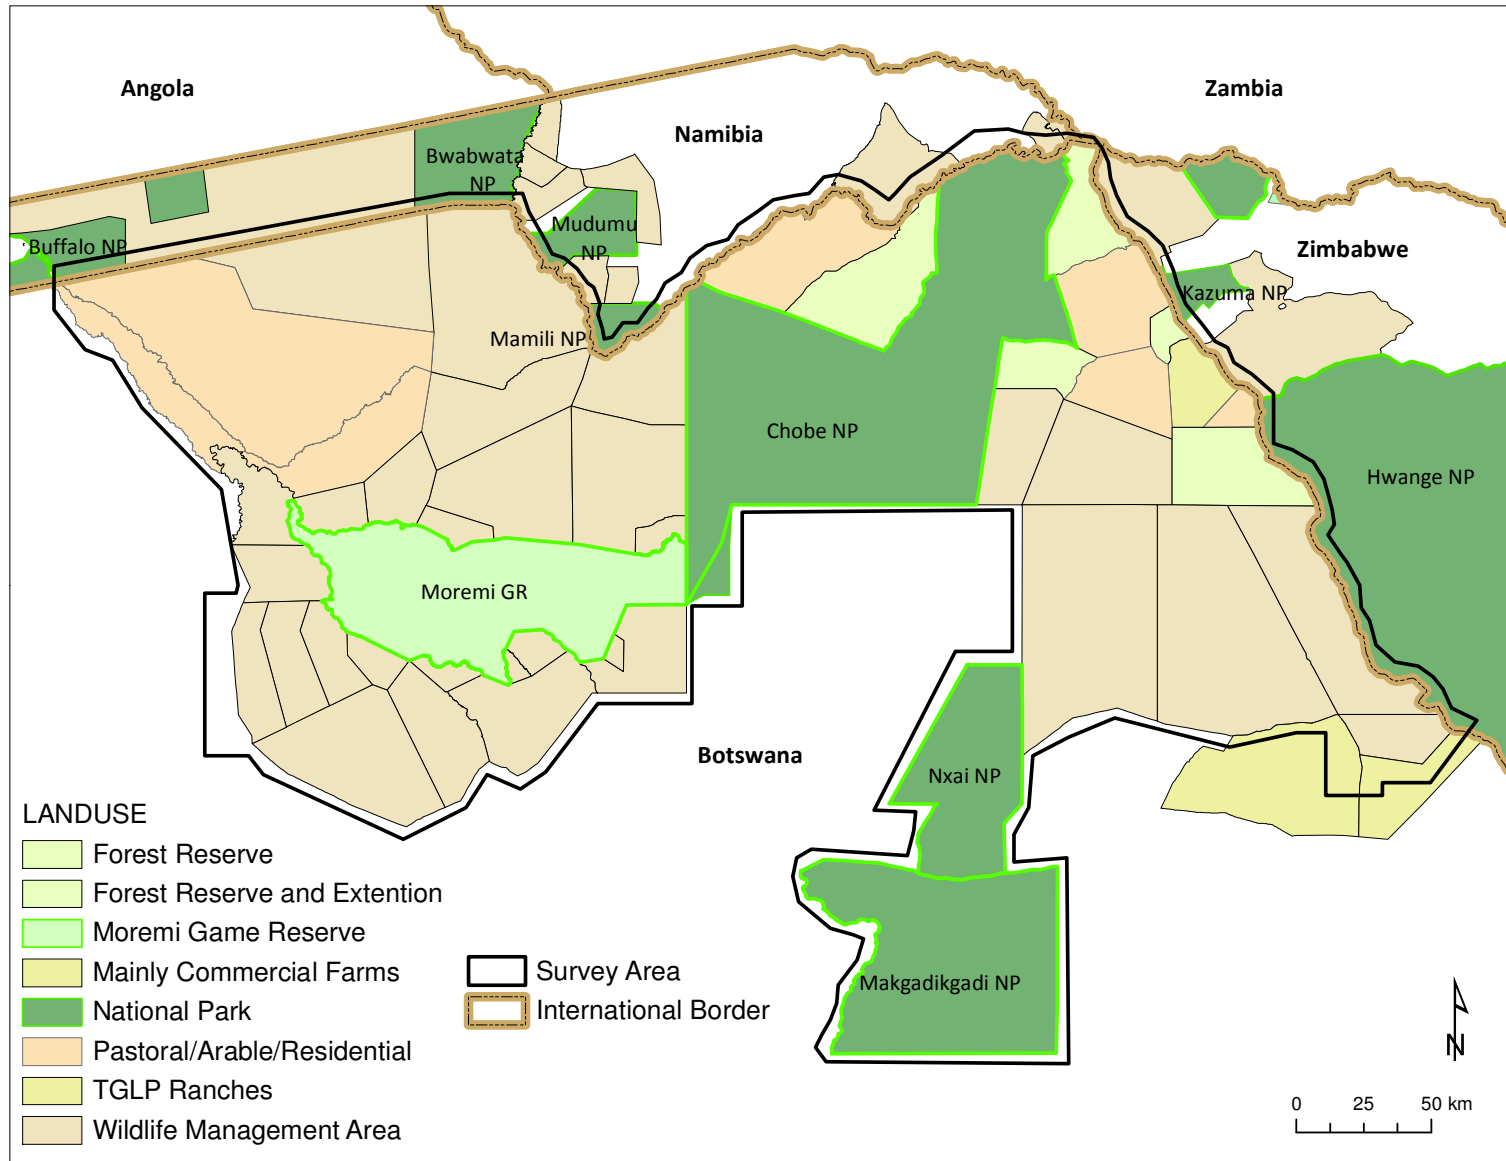 Angola
Zambia
Namibia
Bwabwata
NP
Mudumu
NP
Buffalo NP
Zimbabwe
Kazuma NP
Mamili NP
Chobe NP
Hwange NP
Moremi GR
Botswana
Nxai NP
Makgadikgadi NP
LANDUSE
Forest Reserve
Forest Reserve and Extention
Moremi Game Reserve
Mainly Commercial Farms
National Park
Pastoral/Arable/Residential
TGLP Ranches
Wildlife Management Area
Survey Area
International Border
N
0 25 50 km